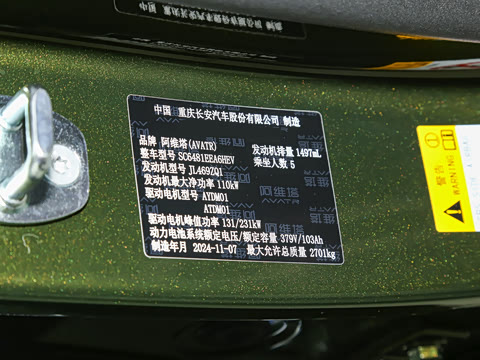 中国 重庆长安汽车股份有限公司 制造
品牌 阿维塔(AVATR) 发动机排量 1497mL
整车型号 SC6481EEA6HEV 乘坐人数 5
发动机型号 JL469ZQ1
发动机最大净功率 110kW
驱动电机型号 AYDM01
ATDM01
驱动电机峰值功率 131/231kW
动力电池系统额定电压/额定容量 379V/103Ah
制造年月 2024-11-07 最大允许总质量 2701kg
警告
WARNING